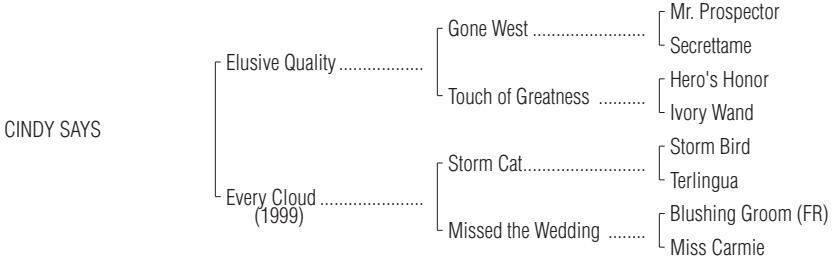 Mr. Prospector
Gone West ........................
Secrettame
Elusive Quality ..................
Hero's Honor
Touch of Greatness ..........
Ivory Wand
CINDY SAYS
Storm Bird
Storm Cat..........................
Terlingua
Every Cloud ......................
(1999)
Blushing Groom (FR)
Missed the Wedding ........
Miss Carmie